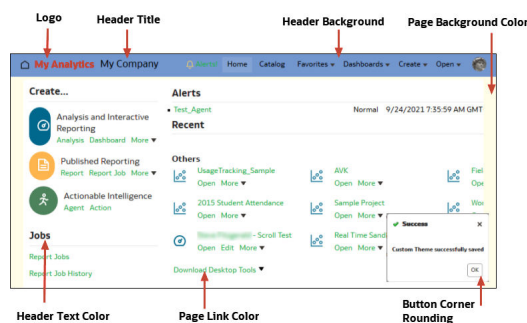 Logo
Header Title
Header Background
Page Background Color
My Analytics My Company
Alerts Home Catalog Favorites Dashboards Create Open
Create...
Analysis and Interactive
Reporting
Analysis Dashboard More
Published Reporting
Report Report Job More
Actionable Intelligence
Agent Action
Jobs
Report Jobs
Report Job History
Alerts
Test_Agent Normal 9/24/2021 7:35:59 AM GMT
Recent
Others
UsageTracking_Sample AVK Fiel
Open More Open More Ope
2015 Student Attendance Sample Project Wo
Open More Open More
- Scroll Test Real Time Sand
Open Edit More Open More
Download Desktop Tools
Success ×
Custom Theme successfully saved
OK
Header Text Color
Page Link Color
Button Corner
Rounding